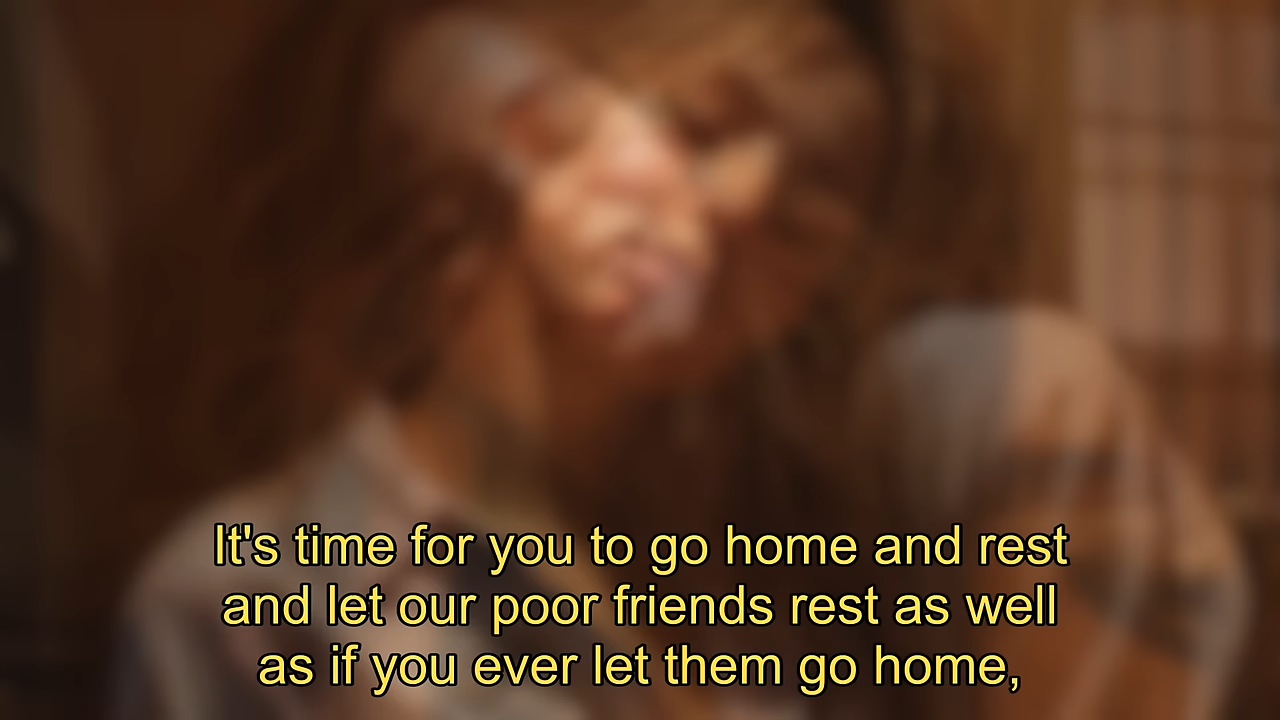 It's time for you to go home and rest
and let our poor friends rest as well
as if you ever let them go home,